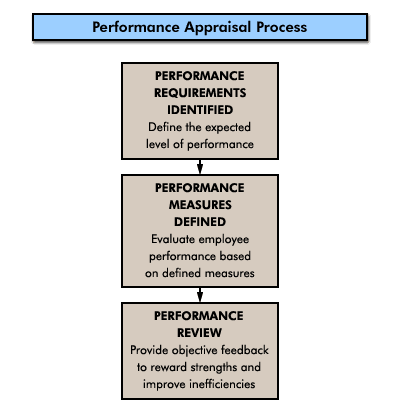 Performance Appraisal Process
PERFORMANCE
REQUIREMENTS
IDENTIFIED
Define the expected
level of performance
PERFORMANCE
MEASURES
DEFINED
Evaluate employee
performance based
on defined measures
PERFORMANCE
REVIEW
Provide objective feedback
to reward strengths and
improve inefficiencies